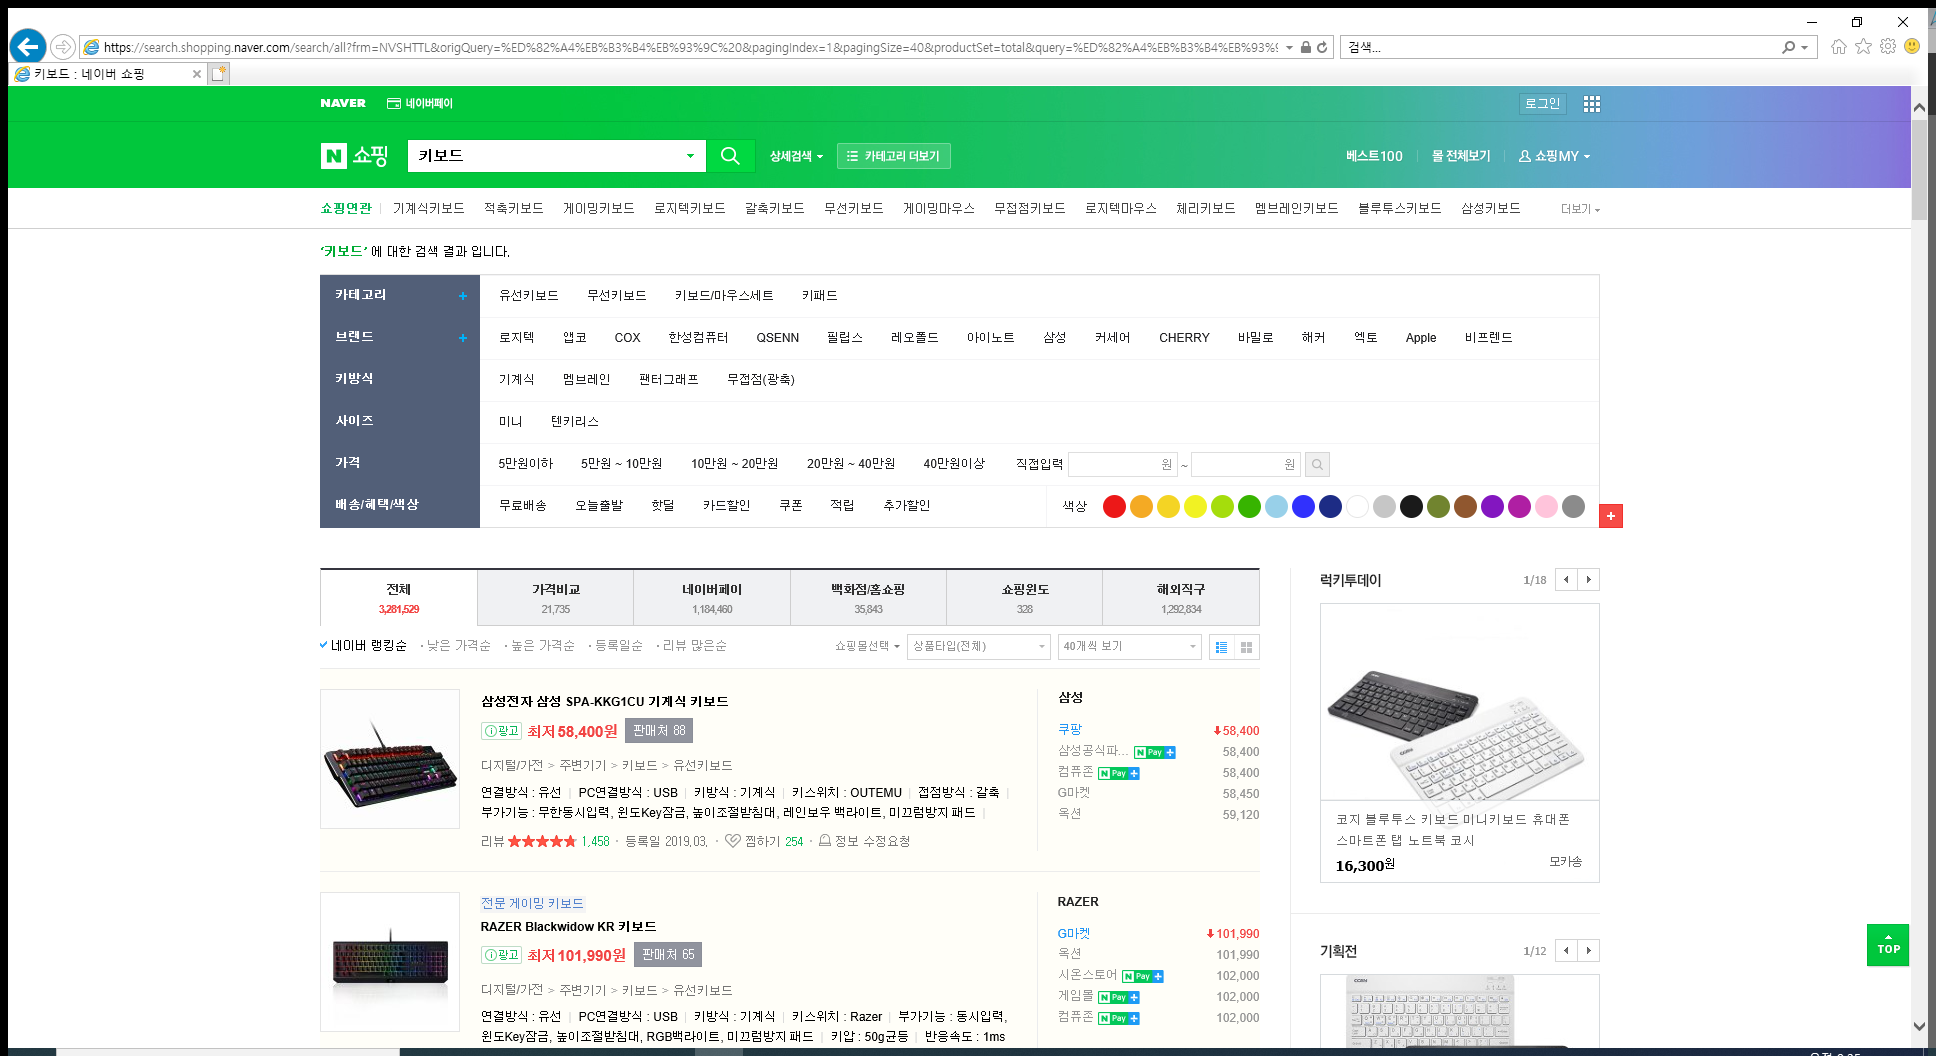 https://search.shopping.naver.com/search/all?frm=NVSHTTL&origQuery=%ED%82%A4%EB%B3%B4%EB%93%9C%20&pagingIndex=1&pagingSize=40&productSet=total&query=%ED%82%A4%EB%B3%B4%EB%93%9
검색...
키보드 : 네이버 쇼핑
NAVER 네이버페이 로그인
N 쇼핑 키보드 상세검색 카테고리 더보기 베스트100 몰 전체보기 쇼핑MY
쇼핑연관 기계식키보드 적축키보드 게이밍키보드 로지텍키보드 갈축키보드 무선키보드 게이밍마우스 무접점키보드 로지텍마우스 체리키보드 멤브레인키보드 블루투스키보드 삼성키보드 더보기
'키보드' 에 대한 검색 결과 입니다.
카테고리 + 유선키보드 무선키보드 키보드/마우스세트 키패드
브랜드 + 로지텍 앱코 COX 한성컴퓨터 QSENN 필립스 레오폴드 아이노트 삼성 커세어 CHERRY 바밀로 해커 엑토 Apple 비프렌드
키방식 기계식 멤브레인 팬터그래프 무접점(광축)
사이즈 미니 텐키리스
가격 5만원이하 5만원 ~ 10만원 10만원 ~ 20만원 20만원 ~ 40만원 40만원이상 직접입력 원 ~ 원
배송/혜택/색상 무료배송 오늘출발 핫딜 카드할인 쿠폰 적립 추가할인 색상
+
전체 가격비교 네이버페이 백화점/홈쇼핑 쇼핑윈도 해외직구
3,281,529 21,735 1,184,460 35,843 328 1,292,834
네이버 랭킹순 · 낮은 가격순 · 높은 가격순 · 등록일순 · 리뷰 많은순 쇼핑몰선택 상품타입(전체) 40개씩 보기
삼성전자 삼성 SPA-KKG1CU 기계식 키보드
광고 최저 58,400원 판매처 88
디지털/가전 > 주변기기 > 키보드 > 유선키보드
연결방식 : 유선 | PC연결방식 : USB | 키방식 : 기계식 | 키스위치 : OUTEMU | 접점방식 : 갈축 |
부가기능 : 무한동시입력, 윈도Key잠금, 높이조절받침대, 레인보우 백라이트, 미끄럼방지 패드 |
리뷰 ★★★★★ 1,458 · 등록일 2019.03. · 찜하기 254 · 정보 수정요청
삼성
쿠팡 58,400
삼성공식파... N Pay + 58,400
컴퓨존 N Pay + 58,400
G마켓 58,450
옥션 59,120
전문 게이밍 키보드
RAZER Blackwidow KR 키보드
광고 최저 101,990원 판매처 65
디지털/가전 > 주변기기 > 키보드 > 유선키보드
연결방식 : 유선 | PC연결방식 : USB | 키방식 : 기계식 | 키스위치 : Razer | 부가기능 : 동시입력,
윈도Key잠금, 높이조절받침대, RGB백라이트, 미끄럼방지 패드 | 키압 : 50g균등 | 반응속도 : 1ms
RAZER
G마켓 101,990
옥션 101,990
시온스토어 N Pay + 102,000
게임몰 N Pay + 102,000
컴퓨존 N Pay + 102,000
럭키투데이 1/18
코지 블루투스 키보드 미니키보드 휴대폰
스마트폰 탭 노트북 코시
16,300원 모카송
기획전 1/12
TOP